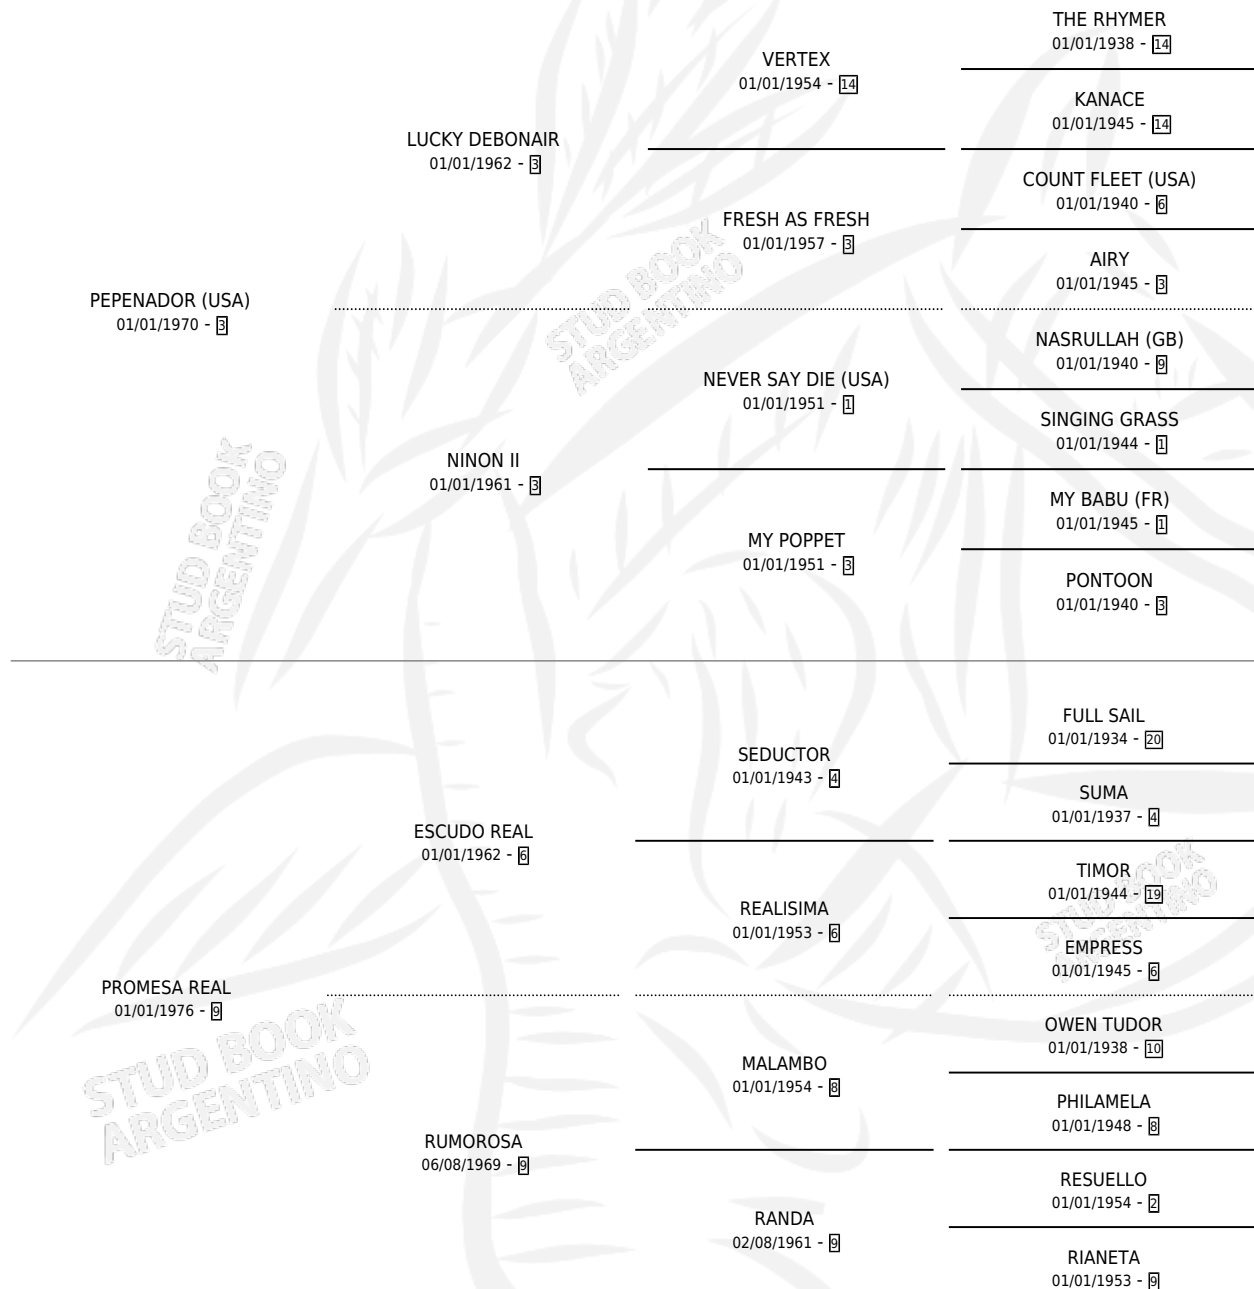 THE RHYMER
01/01/1938 - 14
VERTEX
01/01/1954 - 14
KANACE
01/01/1945 - 14
LUCKY DEBONAIR
01/01/1962 - 3
COUNT FLEET (USA)
01/01/1940 - 6
FRESH AS FRESH
01/01/1957 - 3
AIRY
01/01/1945 - 3
PEPENADOR (USA)
01/01/1970 - 3
STUD BOOK
ARGENTINO
NASRULLAH (GB)
01/01/1940 - 9
NEVER SAY DIE (USA)
01/01/1951 - 1
SINGING GRASS
01/01/1944 - 1
NINON II
01/01/1961 - 3
MY BABU (FR)
01/01/1945 - 1
MY POPPET
01/01/1951 - 3
PONTOON
01/01/1940 - 3
STUD BOOK
ARGENTINO
FULL SAIL
01/01/1934 - 20
SEDUCTOR
01/01/1943 - 4
SUMA
01/01/1937 - 4
ESCUDO REAL
01/01/1962 - 6
TIMOR
01/01/1944 - 19
REALISIMA
01/01/1953 - 6
EMPRESS
01/01/1945 - 6
STUD BOOK
ARGENTINO
PROMESA REAL
01/01/1976 - 9
OWEN TUDOR
01/01/1938 - 10
MALAMBO
01/01/1954 - 8
PHILAMELA
01/01/1948 - 8
STUD BOOK
ARGENTINO
RUMOROSA
06/08/1969 - 9
RESUELLO
01/01/1954 - 2
RANDA
02/08/1961 - 9
RIANETA
01/01/1953 - 9